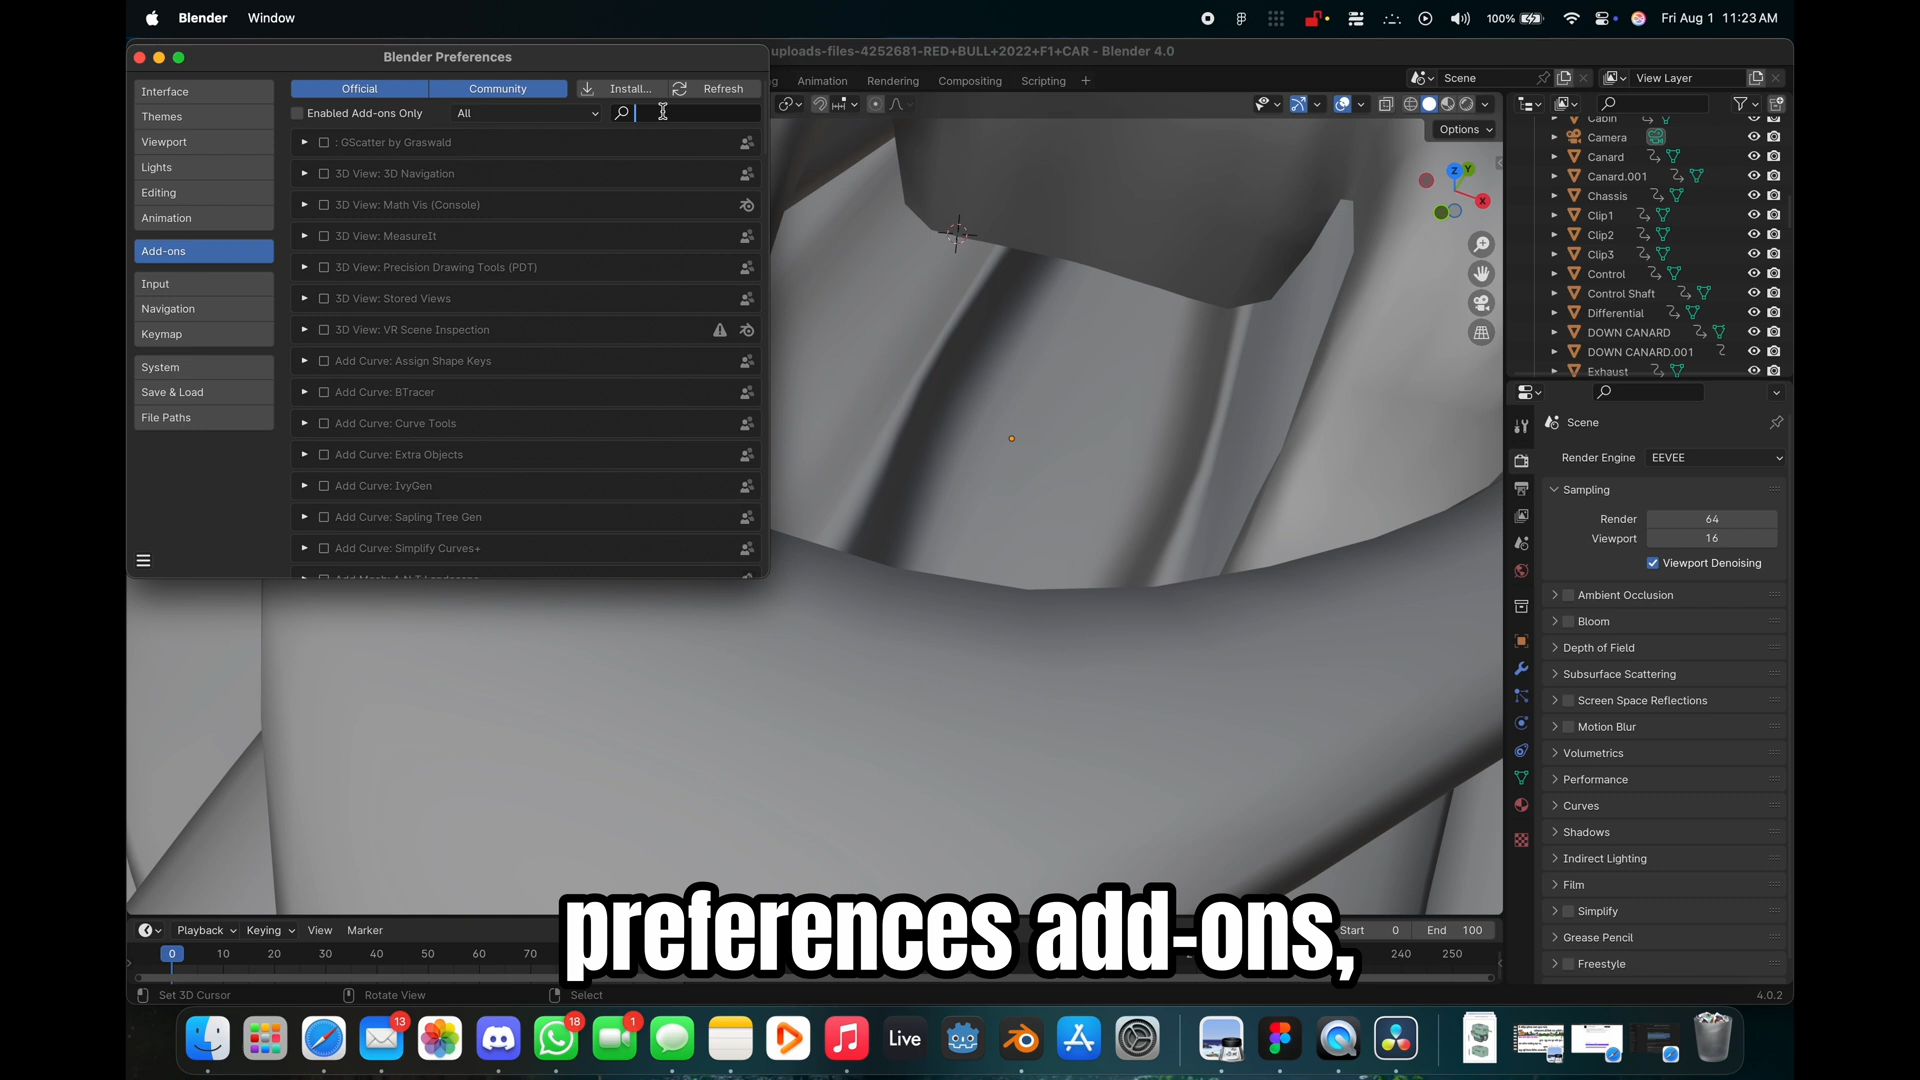 Blender Window
100% Fri Aug 1 11:23 AM
Blender Preferences
uploads-files-4252681-RED+BULL+2022+F1+CAR - Blender 4.0
Animation Rendering Compositing Scripting +
Scene View Layer
Interface
Themes
Viewport
Lights
Editing
Animation
Add-ons
Input
Navigation
Keymap
System
Save & Load
File Paths
Official Community Install... Refresh
Enabled Add-ons Only All
: GScatter by Graswald
3D View: 3D Navigation
3D View: Math Vis (Console)
3D View: MeasureIt
3D View: Precision Drawing Tools (PDT)
3D View: Stored Views
3D View: VR Scene Inspection
Add Curve: Assign Shape Keys
Add Curve: BTracer
Add Curve: Curve Tools
Add Curve: Extra Objects
Add Curve: IvyGen
Add Curve: Sapling Tree Gen
Add Curve: Simplify Curves+
Options
Z Y X
Cabin
Camera
Canard
Canard.001
Chassis
Clip1
Clip2
Clip3
Control
Control Shaft
Differential
DOWN CANARD
DOWN CANARD.001
Exhaust
Scene
Render Engine EEVEE
Sampling
Render 64
Viewport 16
Viewport Denoising
Ambient Occlusion
Bloom
Depth of Field
Subsurface Scattering
Screen Space Reflections
Motion Blur
Volumetrics
Performance
Curves
Shadows
Indirect Lighting
Film
Simplify
Grease Pencil
Freestyle
preferences add-ons,
Playback Keying View Marker
Start 0 End 100
0 10 20 30 40 50 60 70 240 250
Set 3D Cursor Rotate View Select
4.0.2
13 18 1
Live